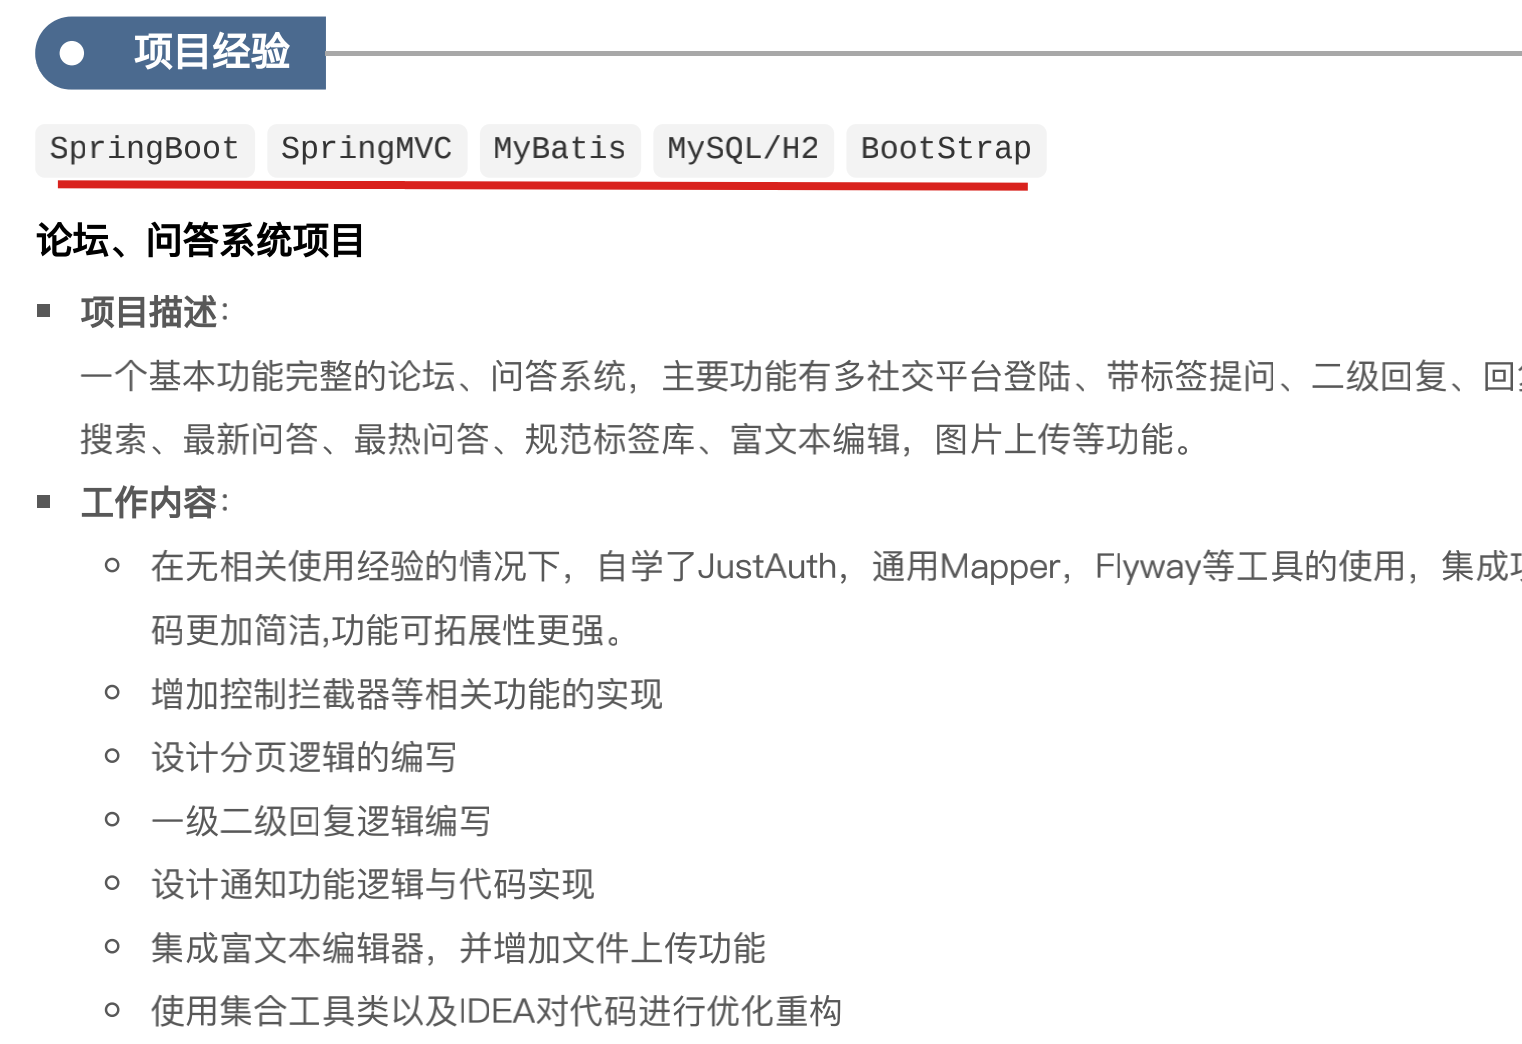 项目经验
SpringBoot SpringMVC MyBatis MySQL/H2 BootStrap
论坛、问答系统项目
项目描述：
一个基本功能完整的论坛、问答系统，主要功能有多社交平台登陆、带标签提问、二级回复、回
搜索、最新问答、最热问答、规范标签库、富文本编辑，图片上传等功能。
工作内容：
在无相关使用经验的情况下，自学了JustAuth，通用Mapper，Flyway等工具的使用，集成
码更加简洁,功能可拓展性更强。
增加控制拦截器等相关功能的实现
设计分页逻辑的编写
一级二级回复逻辑编写
设计通知功能逻辑与代码实现
集成富文本编辑器，并增加文件上传功能
使用集合工具类以及IDEA对代码进行优化重构